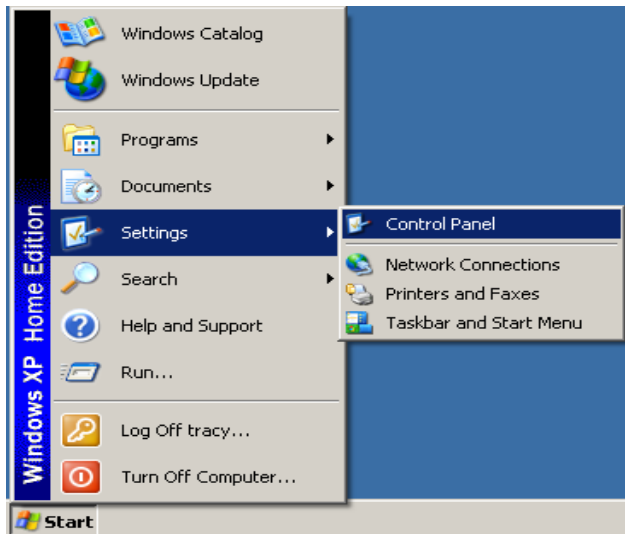 Windows Catalog
Windows Update
Programs
Documents
Settings
Search
Help and Support
Run...
Log Off tracy...
Turn Off Computer...
Windows XP Home Edition
Control Panel
Network Connections
Printers and Faxes
Taskbar and Start Menu
Start